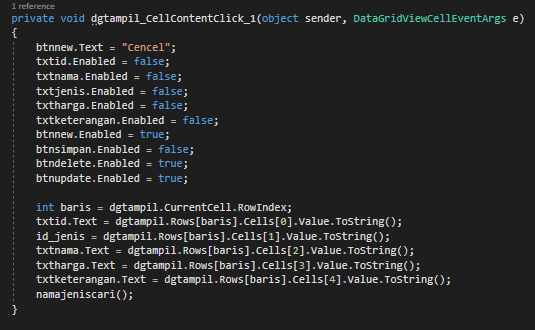 1 reference
private void dgtampil_CellContentClick_1(object sender, DataGridViewCellEventArgs e)
{
btnnew.Text = "Cencel";
txtid.Enabled = false;
txtnama.Enabled = false;
txtjenis.Enabled = false;
txtharga.Enabled = false;
txtketerangan.Enabled = false;
btnnew.Enabled = true;
btnsimpan.Enabled = false;
btndelete.Enabled = true;
btnupdate.Enabled = true;
int baris = dgtampil.CurrentCell.RowIndex;
txtid.Text = dgtampil.Rows[baris].Cells[0].Value.ToString();
id_jenis = dgtampil.Rows[baris].Cells[1].Value.ToString();
txtnama.Text = dgtampil.Rows[baris].Cells[2].Value.ToString();
txtharga.Text = dgtampil.Rows[baris].Cells[3].Value.ToString();
txtketerangan.Text = dgtampil.Rows[baris].Cells[4].Value.ToString();
namajeniscari();
}